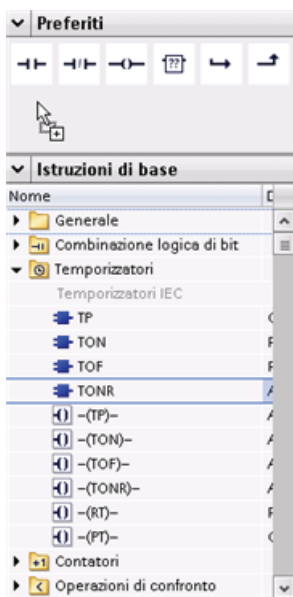 Preferiti
??
Istruzioni di base
Nome
Generale
Combinazione logica di bit
Temporizzatori
Temporizzatori IEC
TP
TON
TOF
TONR
-(TP)-
-(TON)-
-(TOF)-
-(TONR)-
-(RT)-
-(PT)-
+1 Contatori
Operazioni di confronto